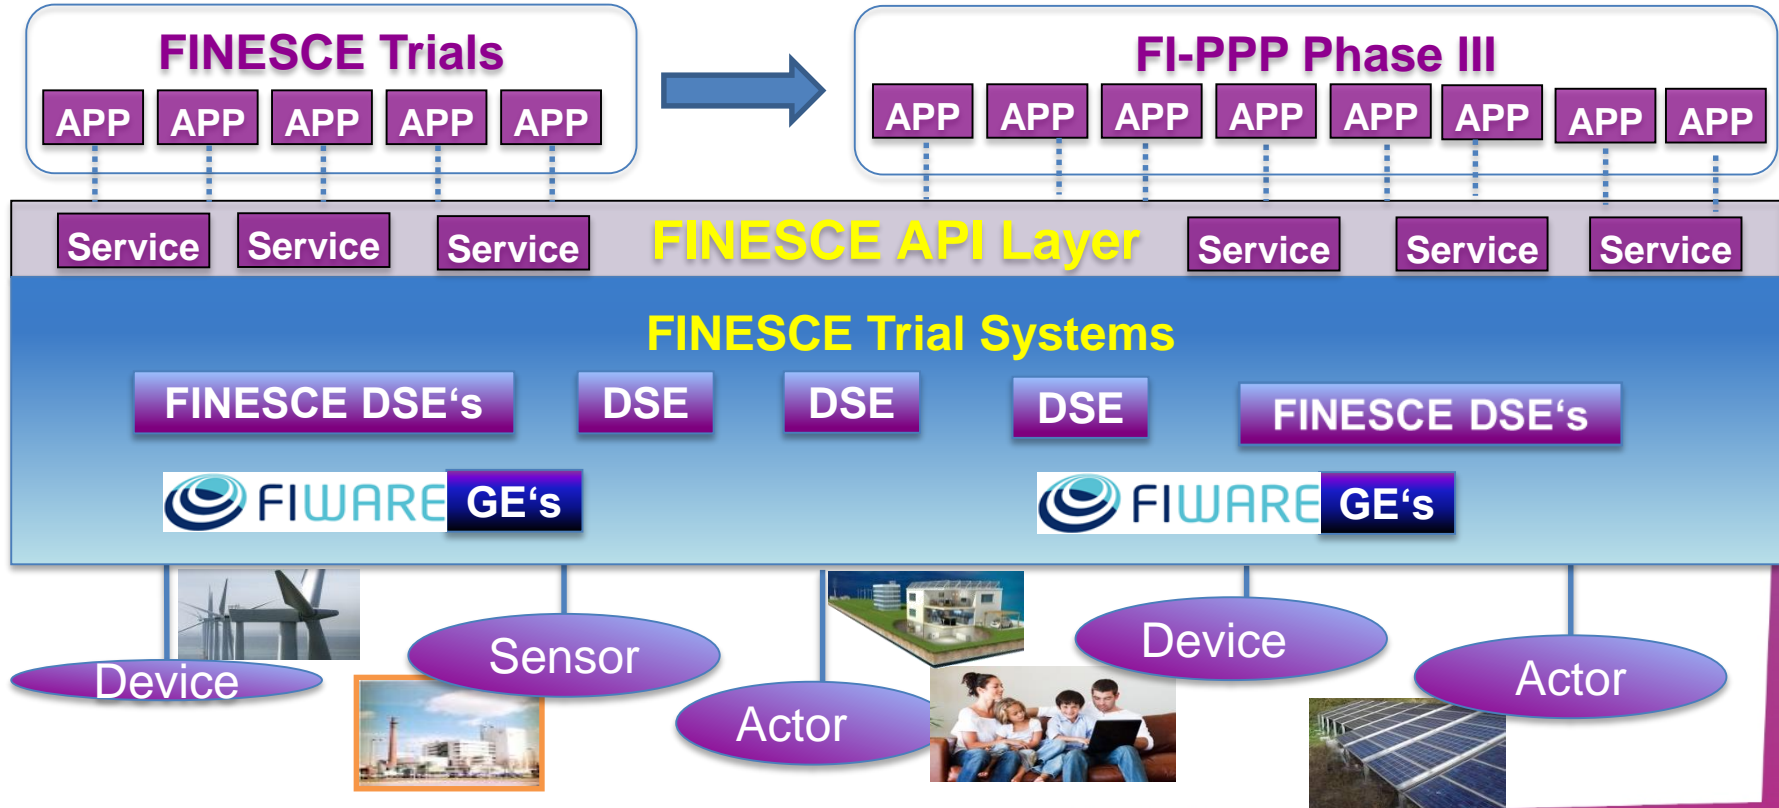 FINESCE Trials
APP APP APP APP APP
FI-PPP Phase III
APP APP APP APP APP APP APP APP
Service Service Service FINESCE API Layer Service Service Service
FINESCE Trial Systems
FINESCE DSE‘s DSE DSE DSE FINESCE DSE‘s
FIWARE GE‘s FIWARE GE‘s
Device Sensor Actor Device Actor